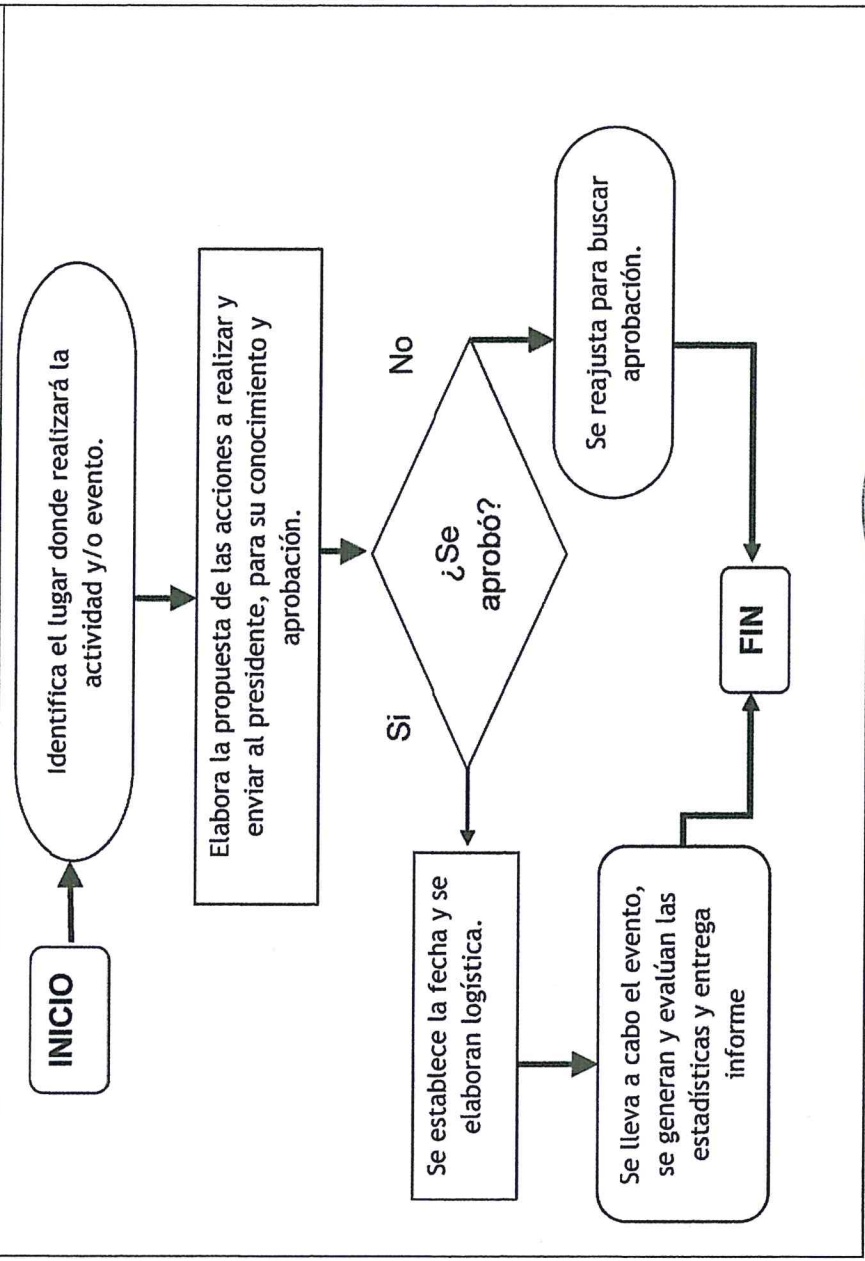 INICIO
Identifica el lugar donde realizará la
actividad y/o evento.
Elabora la propuesta de las acciones a realizar y
enviar al presidente, para su conocimiento y
aprobación.
¿Se
aprobó?
Si
No
Se establece la fecha y se
elaboran logística.
Se reajusta para buscar
aprobación.
Se lleva a cabo el evento,
se generan y evalúan las
estadísticas y entrega
informe
FIN